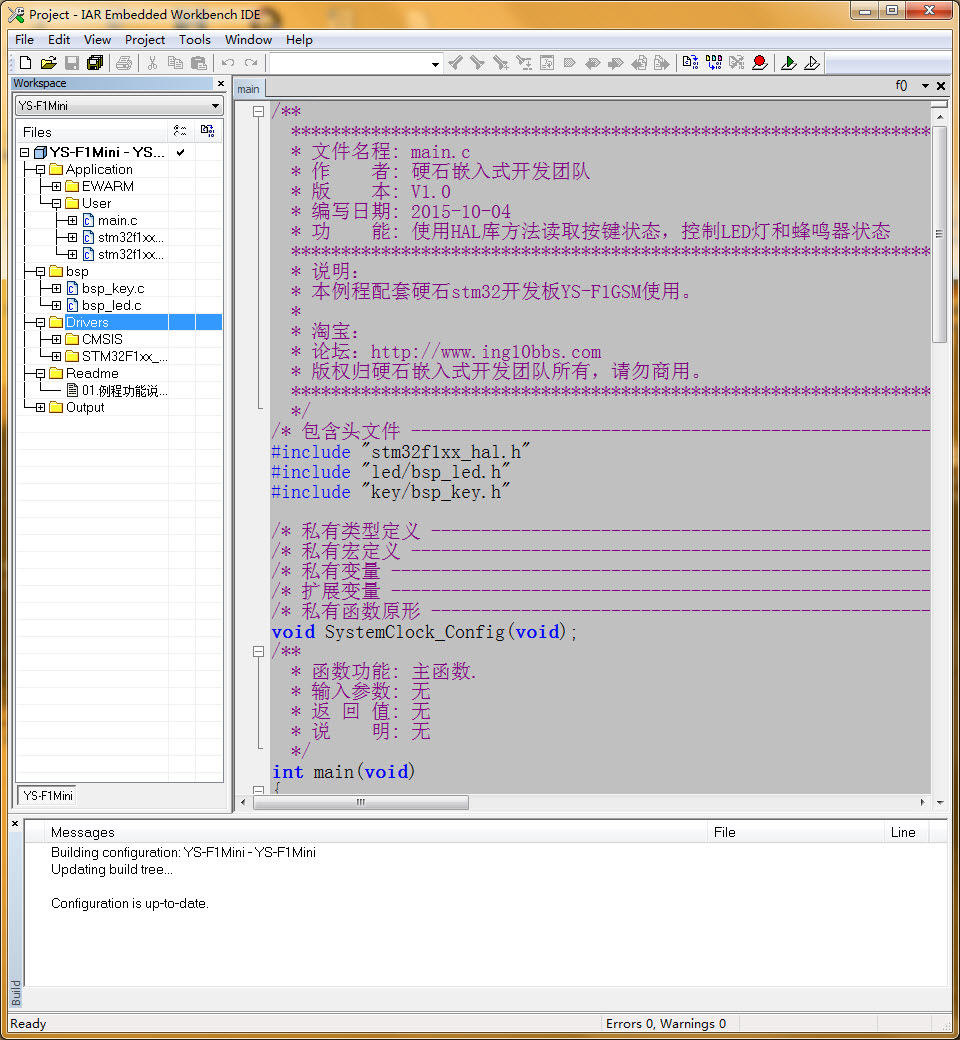 Project - IAR Embedded Workbench IDE
File Edit View Project Tools Window Help
Workspace
YS-F1Mini
Files
YS-F1Mini - YS...
Application
EWARM
User
main.c
stm32f1xx...
stm32f1xx...
bsp
bsp_key.c
bsp_led.c
Drivers
CMSIS
STM32F1xx_...
Readme
01.例程功能说...
Output
YS-F1Mini
main
f0
/**
******************************************************************
* 文件名程: main.c
* 作    者: 硬石嵌入式开发团队
* 版    本: V1.0
* 编写日期: 2015-10-04
* 功    能: 使用HAL库方法读取按键状态，控制LED灯和蜂鸣器状态
******************************************************************
* 说明：
* 本例程配套硬石stm32开发板YS-F1GSM使用。
*
* 淘宝：
* 论坛：http://www.ing10bbs.com
* 版权归硬石嵌入式开发团队所有，请勿商用。
******************************************************************
*/
/* 包含头文件 ----------------------------------------------------
#include "stm32f1xx_hal.h"
#include "led/bsp_led.h"
#include "key/bsp_key.h"
/* 私有类型定义 --------------------------------------------------
/* 私有宏定义 ----------------------------------------------------
/* 私有变量 ------------------------------------------------------
/* 扩展变量 ------------------------------------------------------
/* 私有函数原形 --------------------------------------------------
void SystemClock_Config(void);
/**
* 函数功能: 主函数.
* 输入参数: 无
* 返 回 值: 无
* 说    明: 无
*/
int main(void)
{
Messages File Line
Building configuration: YS-F1Mini - YS-F1Mini
Updating build tree...
Configuration is up-to-date.
Build
Ready Errors 0, Warnings 0